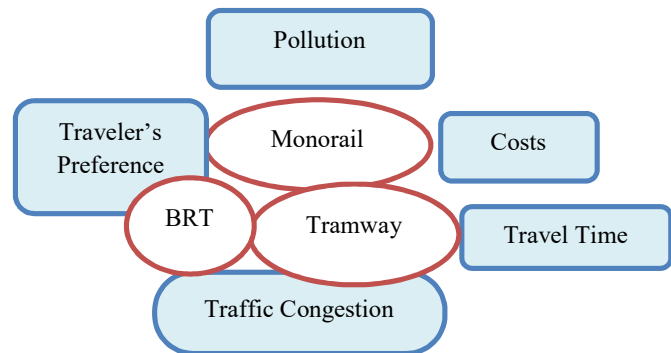 Pollution
Traveler’s
Preference
Monorail
Costs
BRT
Tramway
Travel Time
Traffic Congestion